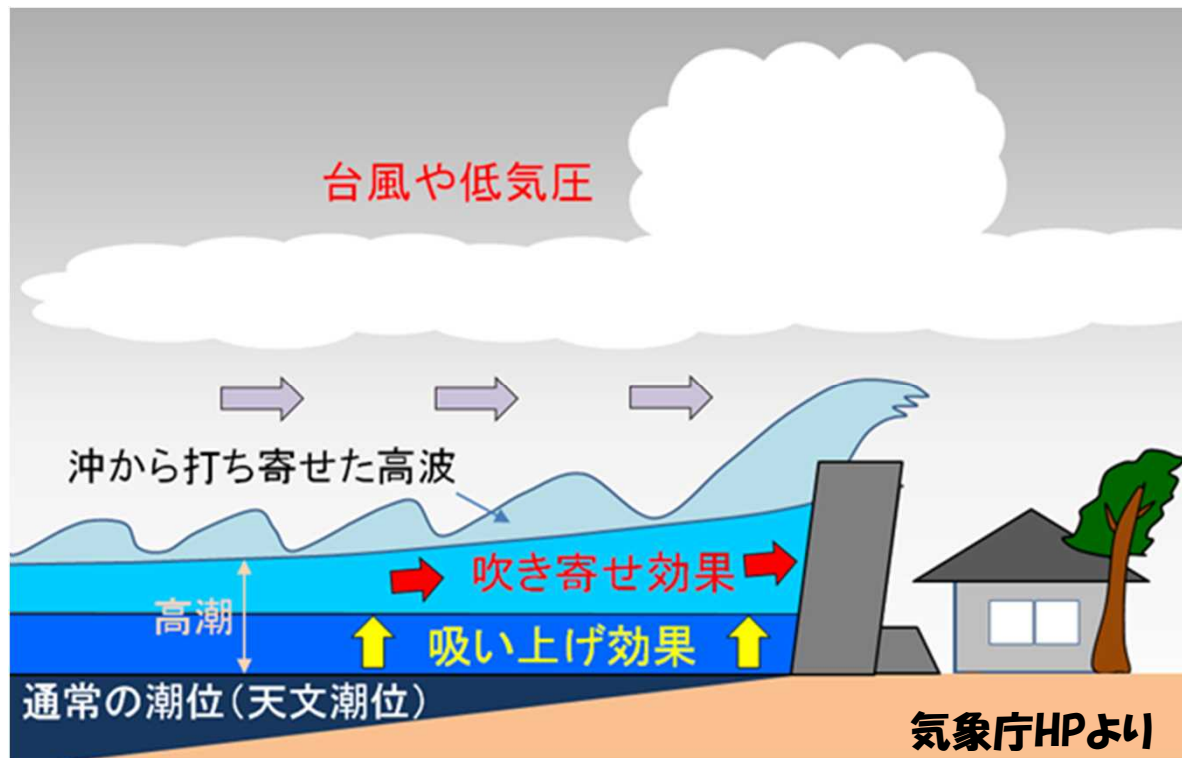 台風や低気圧
沖から打ち寄せた高波
吹き寄せ効果
高潮
吸い上げ効果
通常の潮位(天文潮位)
気象庁HPより